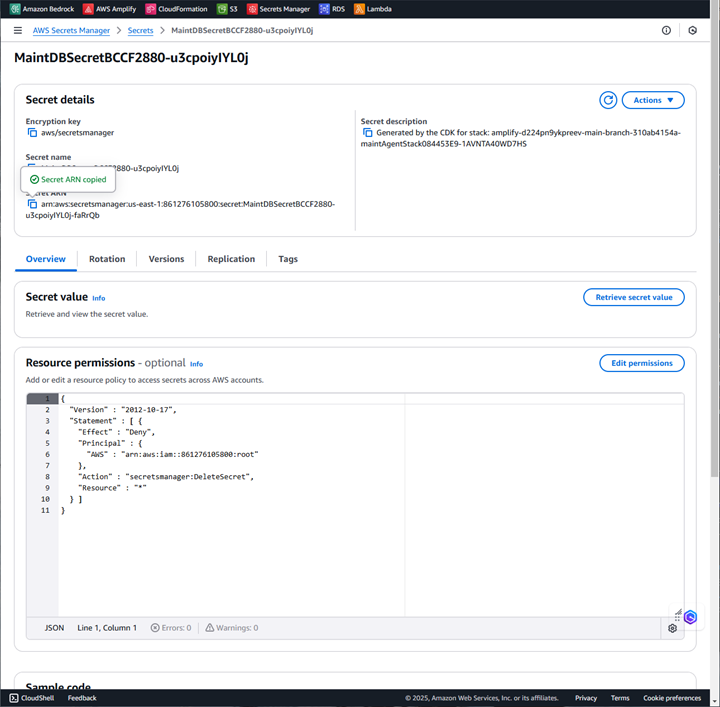 Amazon Bedrock AWS Amplify CloudFormation S3 Secrets Manager RDS Lambda
AWS Secrets Manager > Secrets > MaintDBSecretBCCF2880-u3cpoiyIYL0j
MaintDBSecretBCCF2880-u3cpoiyIYL0j
Secret details
Actions
Encryption key
aws/secretsmanager
Secret name
2880-u3cpoiyIYL0j
Secret ARN copied
Secret ARN
arn:aws:secretsmanager:us-east-1:861276105800:secret:MaintDBSecretBCCF2880-
u3cpoiyIYL0j-faRrQb
Secret description
Generated by the CDK for stack: amplify-d224pn9ykpreev-main-branch-310ab4154a-
maintAgentStack084453E9-1AVNTA40WD7HS
Overview Rotation Versions Replication Tags
Secret value Info
Retrieve secret value
Retrieve and view the secret value.
Resource permissions - optional Info
Edit permissions
Add or edit a resource policy to access secrets across AWS accounts.
1 {
2 "Version" : "2012-10-17",
3 "Statement" : [ {
4 "Effect" : "Deny",
5 "Principal" : {
6 "AWS" : "arn:aws:iam::861276105800:root"
7 },
8 "Action" : "secretsmanager:DeleteSecret",
9 "Resource" : "*"
10 } ]
11 }
JSON Line 1, Column 1 Errors: 0 Warnings: 0
Sample code
CloudShell Feedback © 2025, Amazon Web Services, Inc. or its affiliates. Privacy Terms Cookie preferences